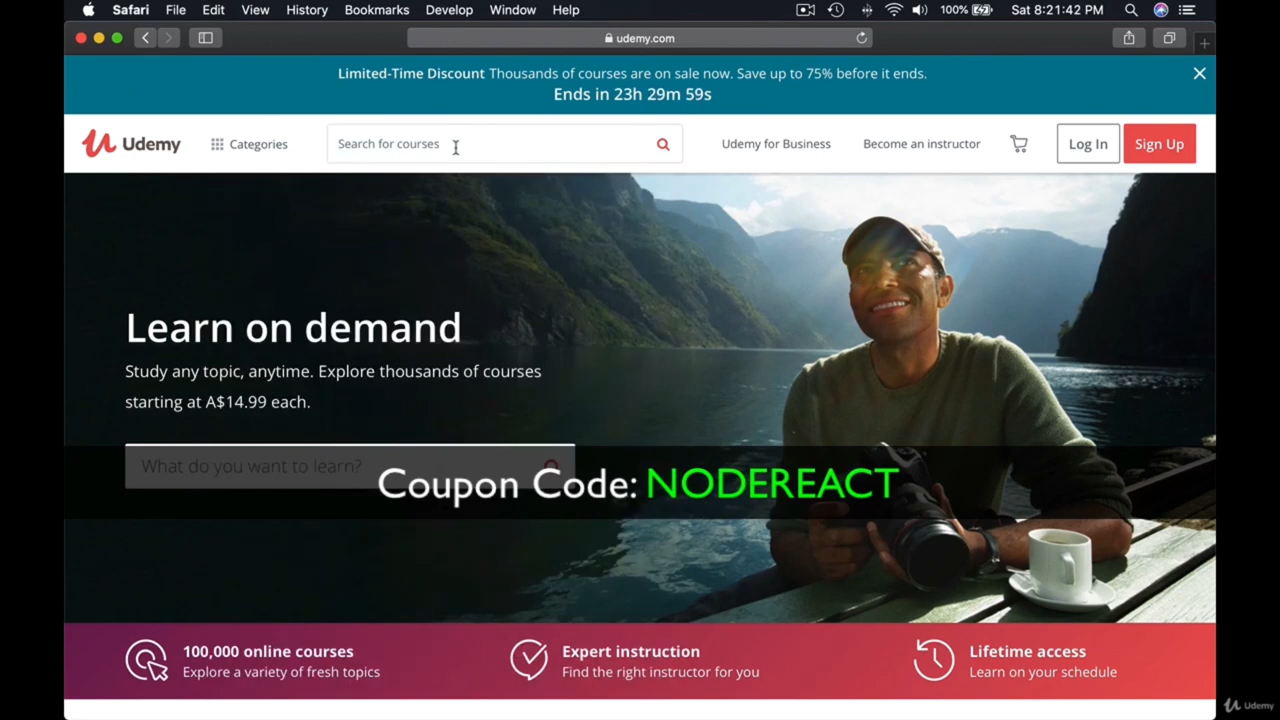 Safari File Edit View History Bookmarks Develop Window Help 100% Sat 8:21:42 PM
udemy.com
Limited-Time Discount Thousands of courses are on sale now. Save up to 75% before it ends.
Ends in 23h 29m 59s
Udemy Categories Search for courses Udemy for Business Become an instructor Log In Sign Up
Learn on demand
Study any topic, anytime. Explore thousands of courses
starting at A$14.99 each.
What do you want to learn?
Coupon Code: NODEREACT
100,000 online courses
Explore a variety of fresh topics
Expert instruction
Find the right instructor for you
Lifetime access
Learn on your schedule
Udemy